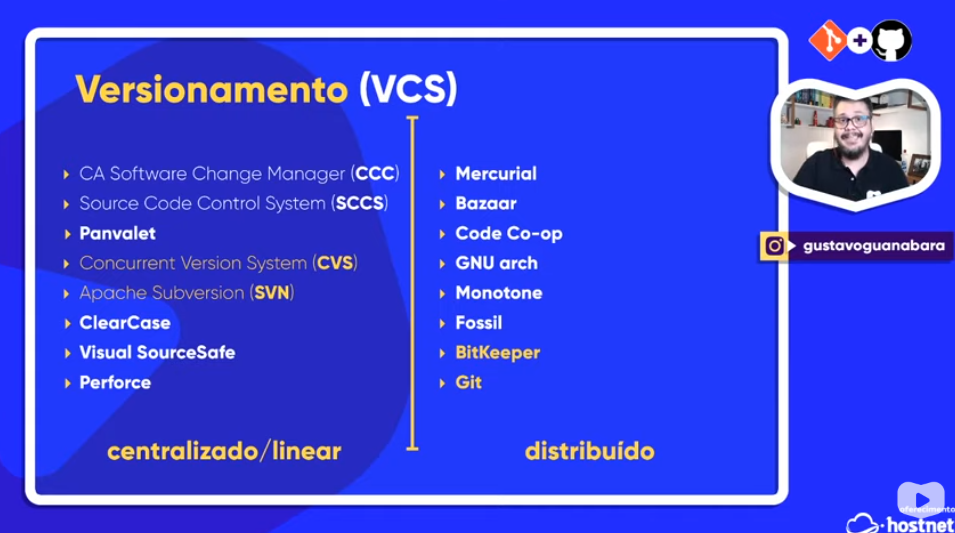 Versionamento (VCS)
CA Software Change Manager (CCC)
Source Code Control System (SCCS)
Panvalet
Concurrent Version System (CVS)
Apache Subversion (SVN)
ClearCase
Visual SourceSafe
Perforce
centralizado/linear
Mercurial
Bazaar
Code Co-op
GNU arch
Monotone
Fossil
BitKeeper
Git
distribuído
+
gustavoguanabara
oferecimento
hostnet